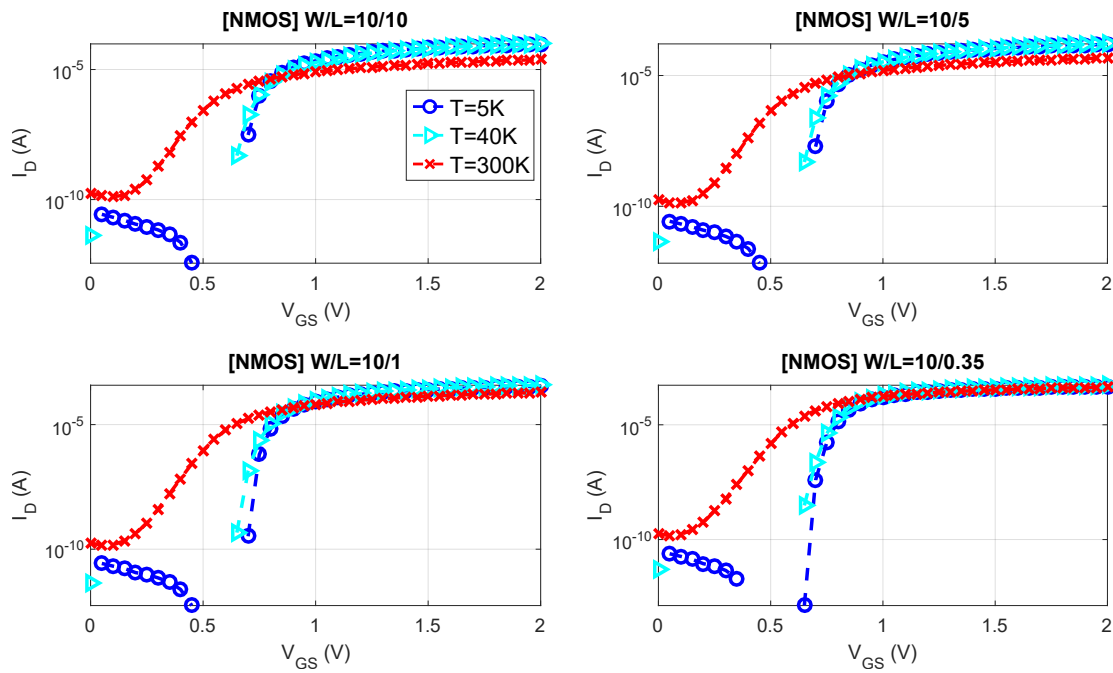 [NMOS] W/L=10/10
I_D (A)
10^-5
10^-10
0 0.5 1 1.5 2
V_GS (V)
T=5K
T=40K
T=300K
[NMOS] W/L=10/5
I_D (A)
10^-5
10^-10
0 0.5 1 1.5 2
V_GS (V)
[NMOS] W/L=10/1
I_D (A)
10^-5
10^-10
0 0.5 1 1.5 2
V_GS (V)
[NMOS] W/L=10/0.35
I_D (A)
10^-5
10^-10
0 0.5 1 1.5 2
V_GS (V)